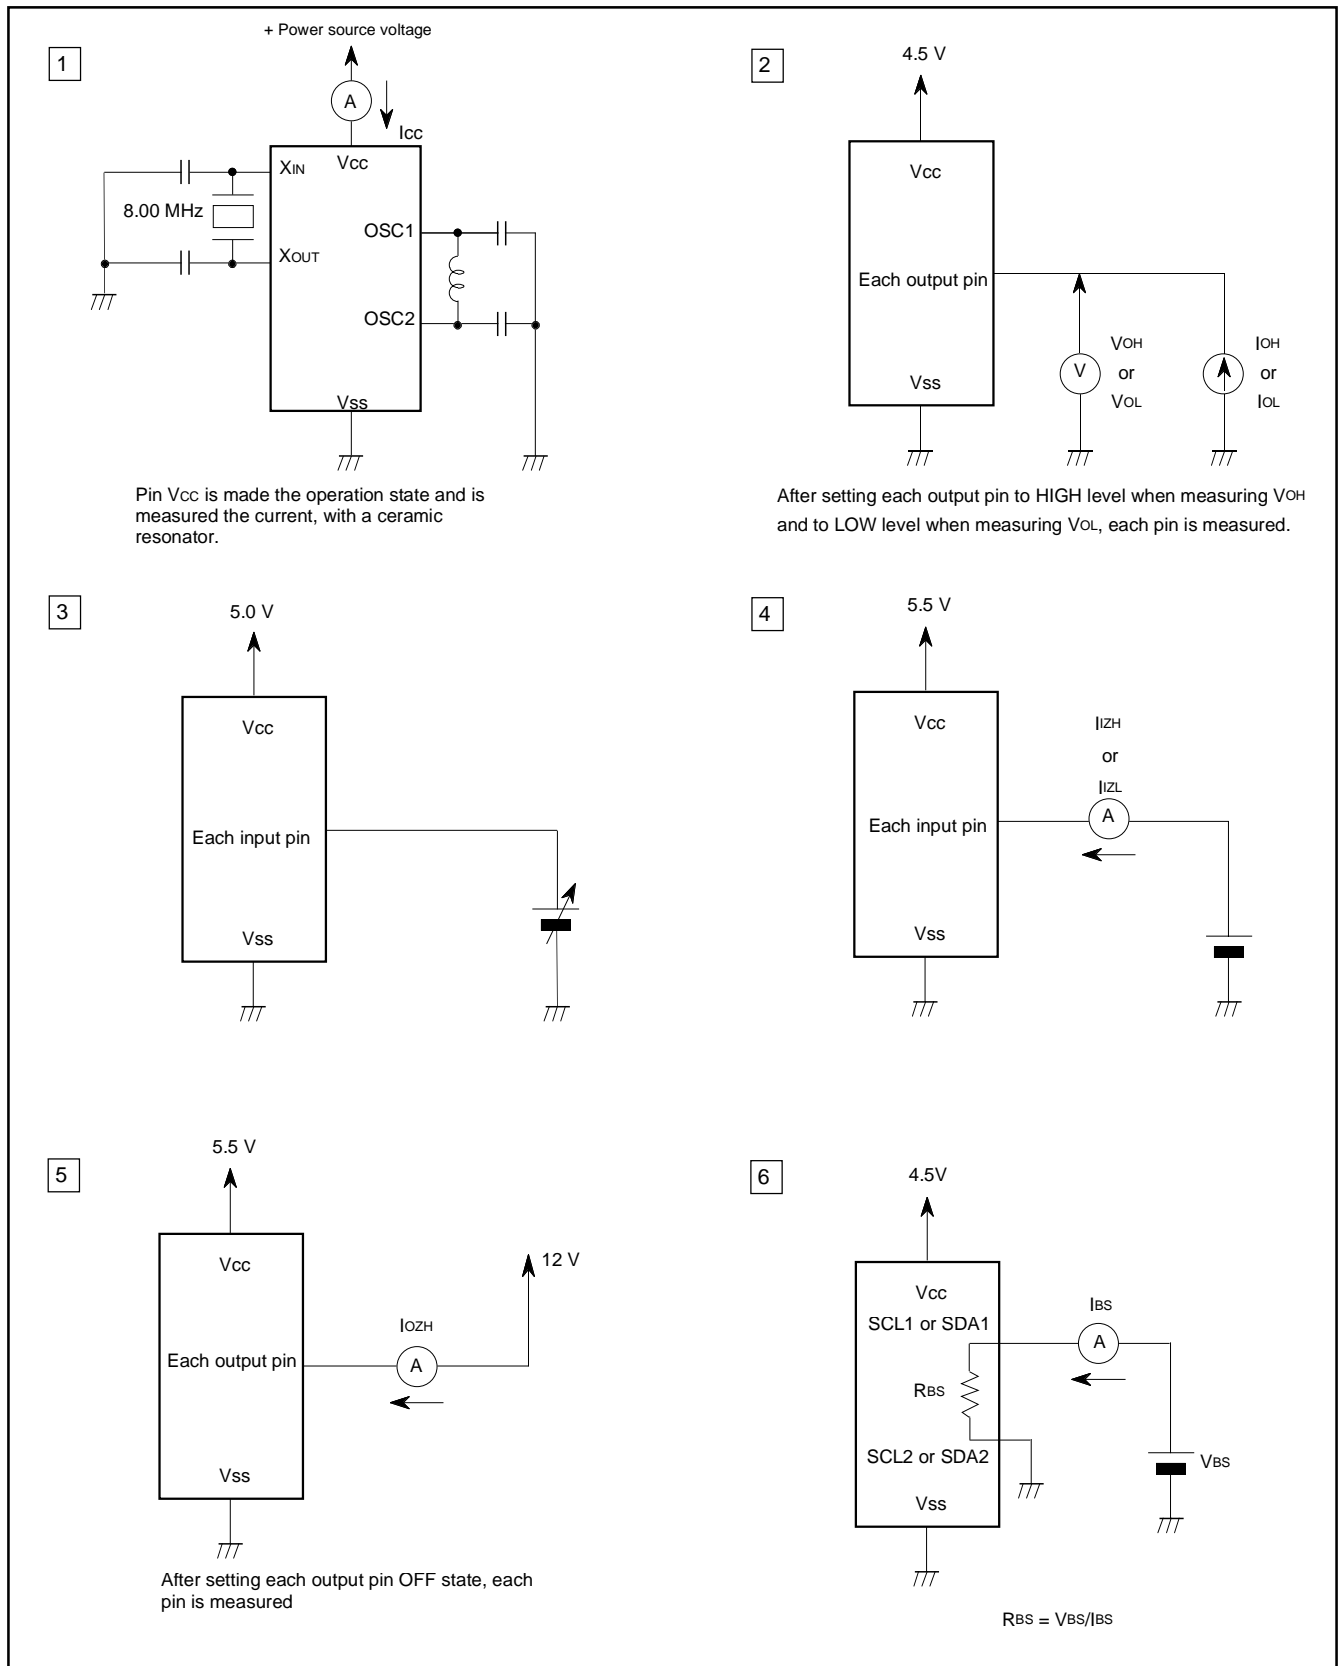 1
+ Power source voltage
A
Icc
Vcc
XIN
8.00 MHz
XOUT
OSC1
OSC2
Vss
Pin VCC is made the operation state and is
measured the current, with a ceramic
resonator.
2
4.5 V
Vcc
Each output pin
Vss
V
VOH
or
VOL
IOH
or
IOL
After setting each output pin to HIGH level when measuring VOH
and to LOW level when measuring VOL, each pin is measured.
3
5.0 V
Vcc
Each input pin
Vss
4
5.5 V
Vcc
Each input pin
Vss
IIZH
or
IIZL
A
5
5.5 V
Vcc
Each output pin
Vss
IOZH
A
12 V
After setting each output pin OFF state, each
pin is measured
6
4.5V
Vcc
SCL1 or SDA1
RBS
SCL2 or SDA2
Vss
IBS
A
VBS
RBS = VBS/IBS